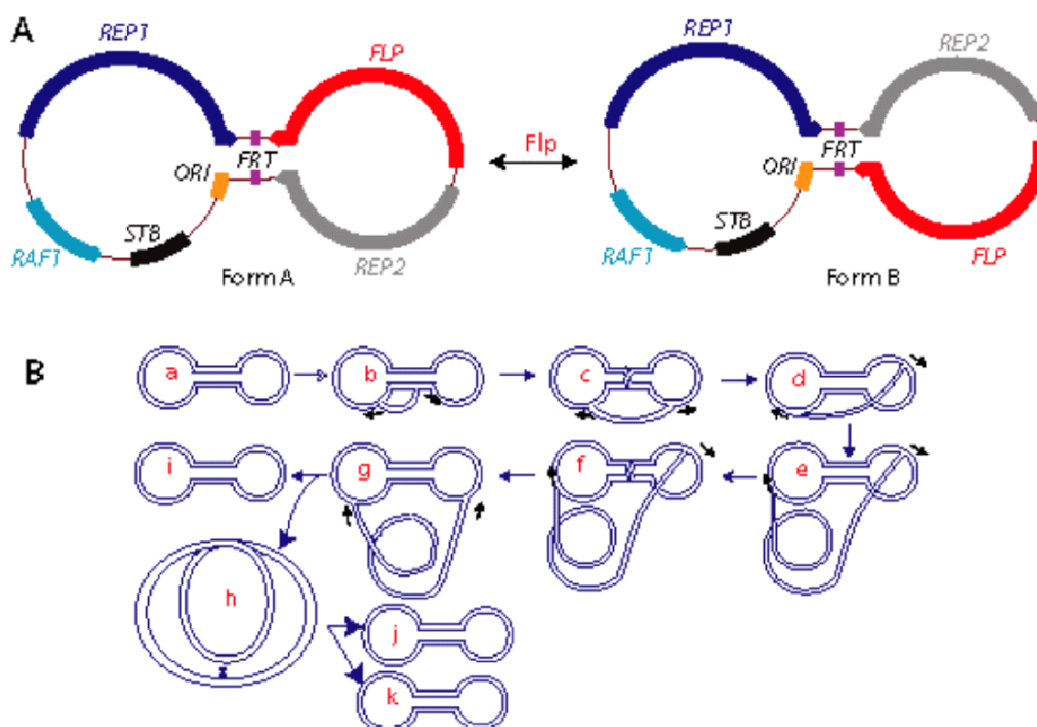 A
REP1
FLP
REP1
REP2
Flp
FRT
ORI
FRT
ORI
STB
STB
RAF1
REP2
RAF1
FLP
Form A
Form B
B
a
b
c
d
i
g
f
e
h
j
k